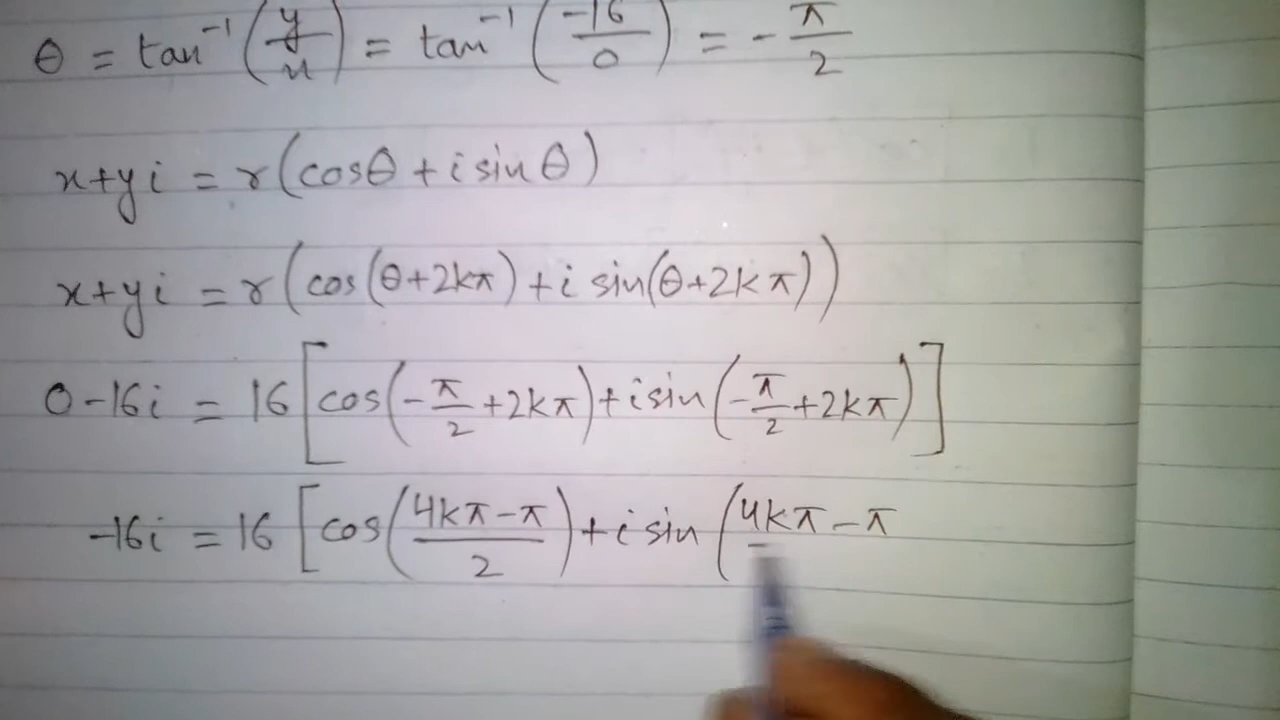 θ = tan⁻¹(y/x) = tan⁻¹(-16/0) = -π/2
x+yi = r(cosθ + i sinθ)
x+yi = r(cos(θ+2kπ) + i sin(θ+2kπ))
0-16i = 16[cos(-π/2 + 2kπ) + i sin(-π/2 + 2kπ)]
-16i = 16[cos((4kπ-π)/2) + i sin(4kπ-π